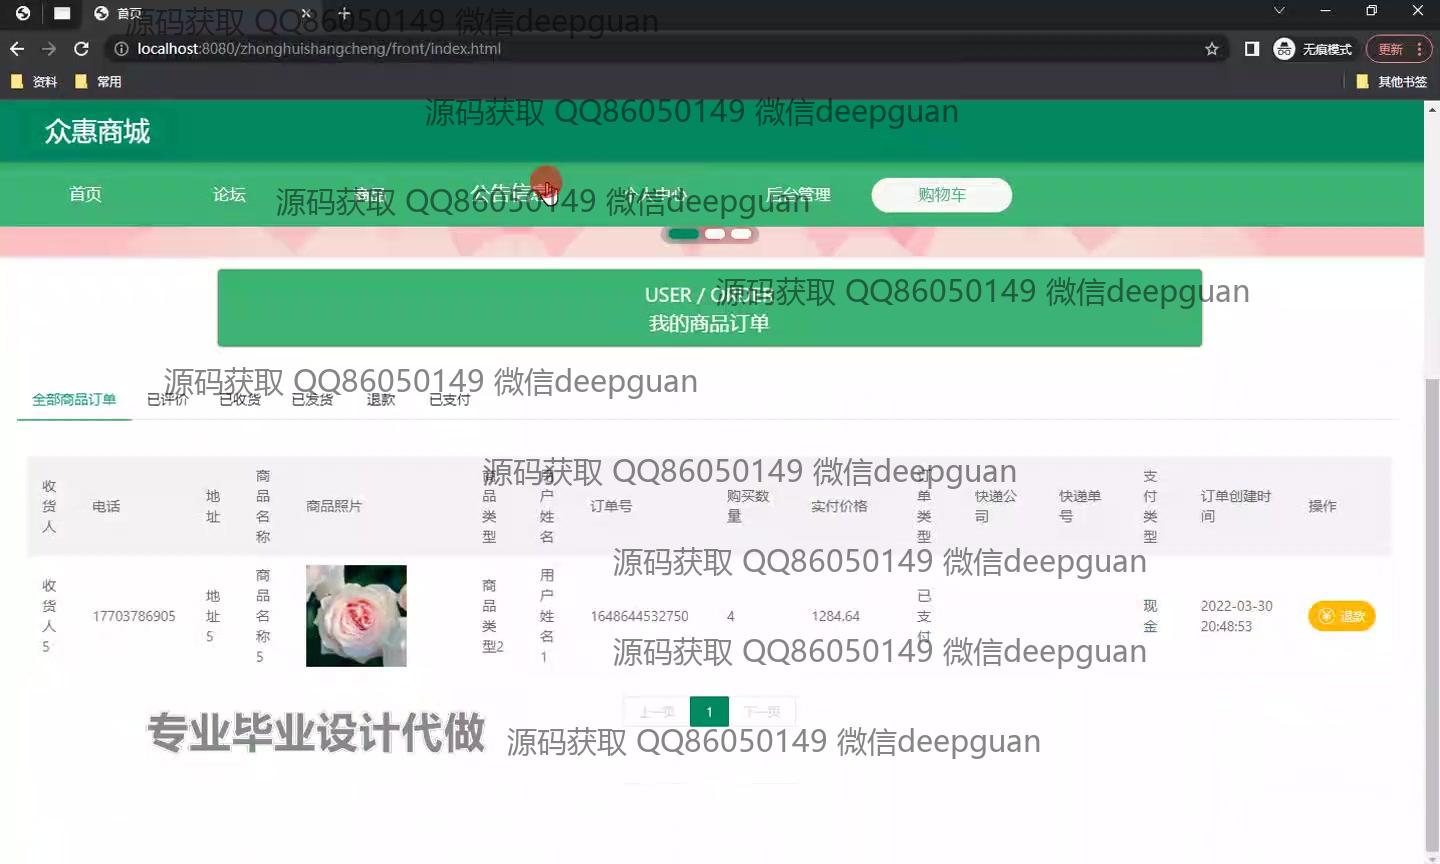 首页
源码获取 QQ86050149 微信deepguan
localhost:8080/zhonghuishangcheng/front/index.html
无痕模式
更新
资料
常用
其他书签
源码获取 QQ86050149 微信deepguan
众惠商城
首页
论坛
商品
公告信息
个人中心
后台管理
购物车
源码获取 QQ86050149 微信deepguan
USER / ORDER
我的商品订单
源码获取 QQ86050149 微信deepguan
源码获取 QQ86050149 微信deepguan
全部商品订单
已评价
已收货
已发货
退款
已支付
源码获取 QQ86050149 微信deepguan
收货人
电话
地址
商品名称
商品照片
商品类型
用户姓名
订单号
购买数量
实付价格
订单类型
快递公司
快递单号
支付类型
订单创建时间
操作
源码获取 QQ86050149 微信deepguan
收货人5
17703786905
地址5
商品名称5
商品类型2
用户姓名1
1648644532750
4
1284.64
已支付
现金
2022-03-30 20:48:53
退款
源码获取 QQ86050149 微信deepguan
上一页
1
下一页
专业毕业设计代做
源码获取 QQ86050149 微信deepguan